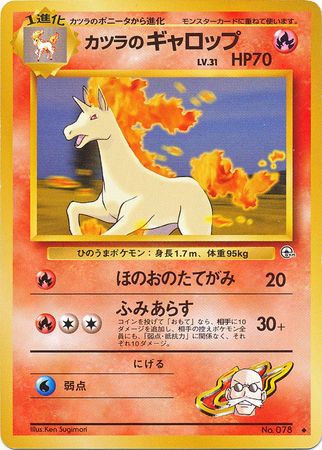 1進化 カツラのポニータから進化 モンスターカードに重ねて使います。
カツラのギャロップ LV.31 HP70
ひのうまポケモン：身長1.7m、体重95kg
ほのおのたてがみ 20
ふみあらす 30+
コインを投げて「おもて」なら、相手に10
ダメージを追加し、相手の控えポケモン全
員にも、「弱点・抵抗力」に関係なく、それ
ぞれに10ダメージ。
にげる
弱点
Illus.Ken Sugimori No.078